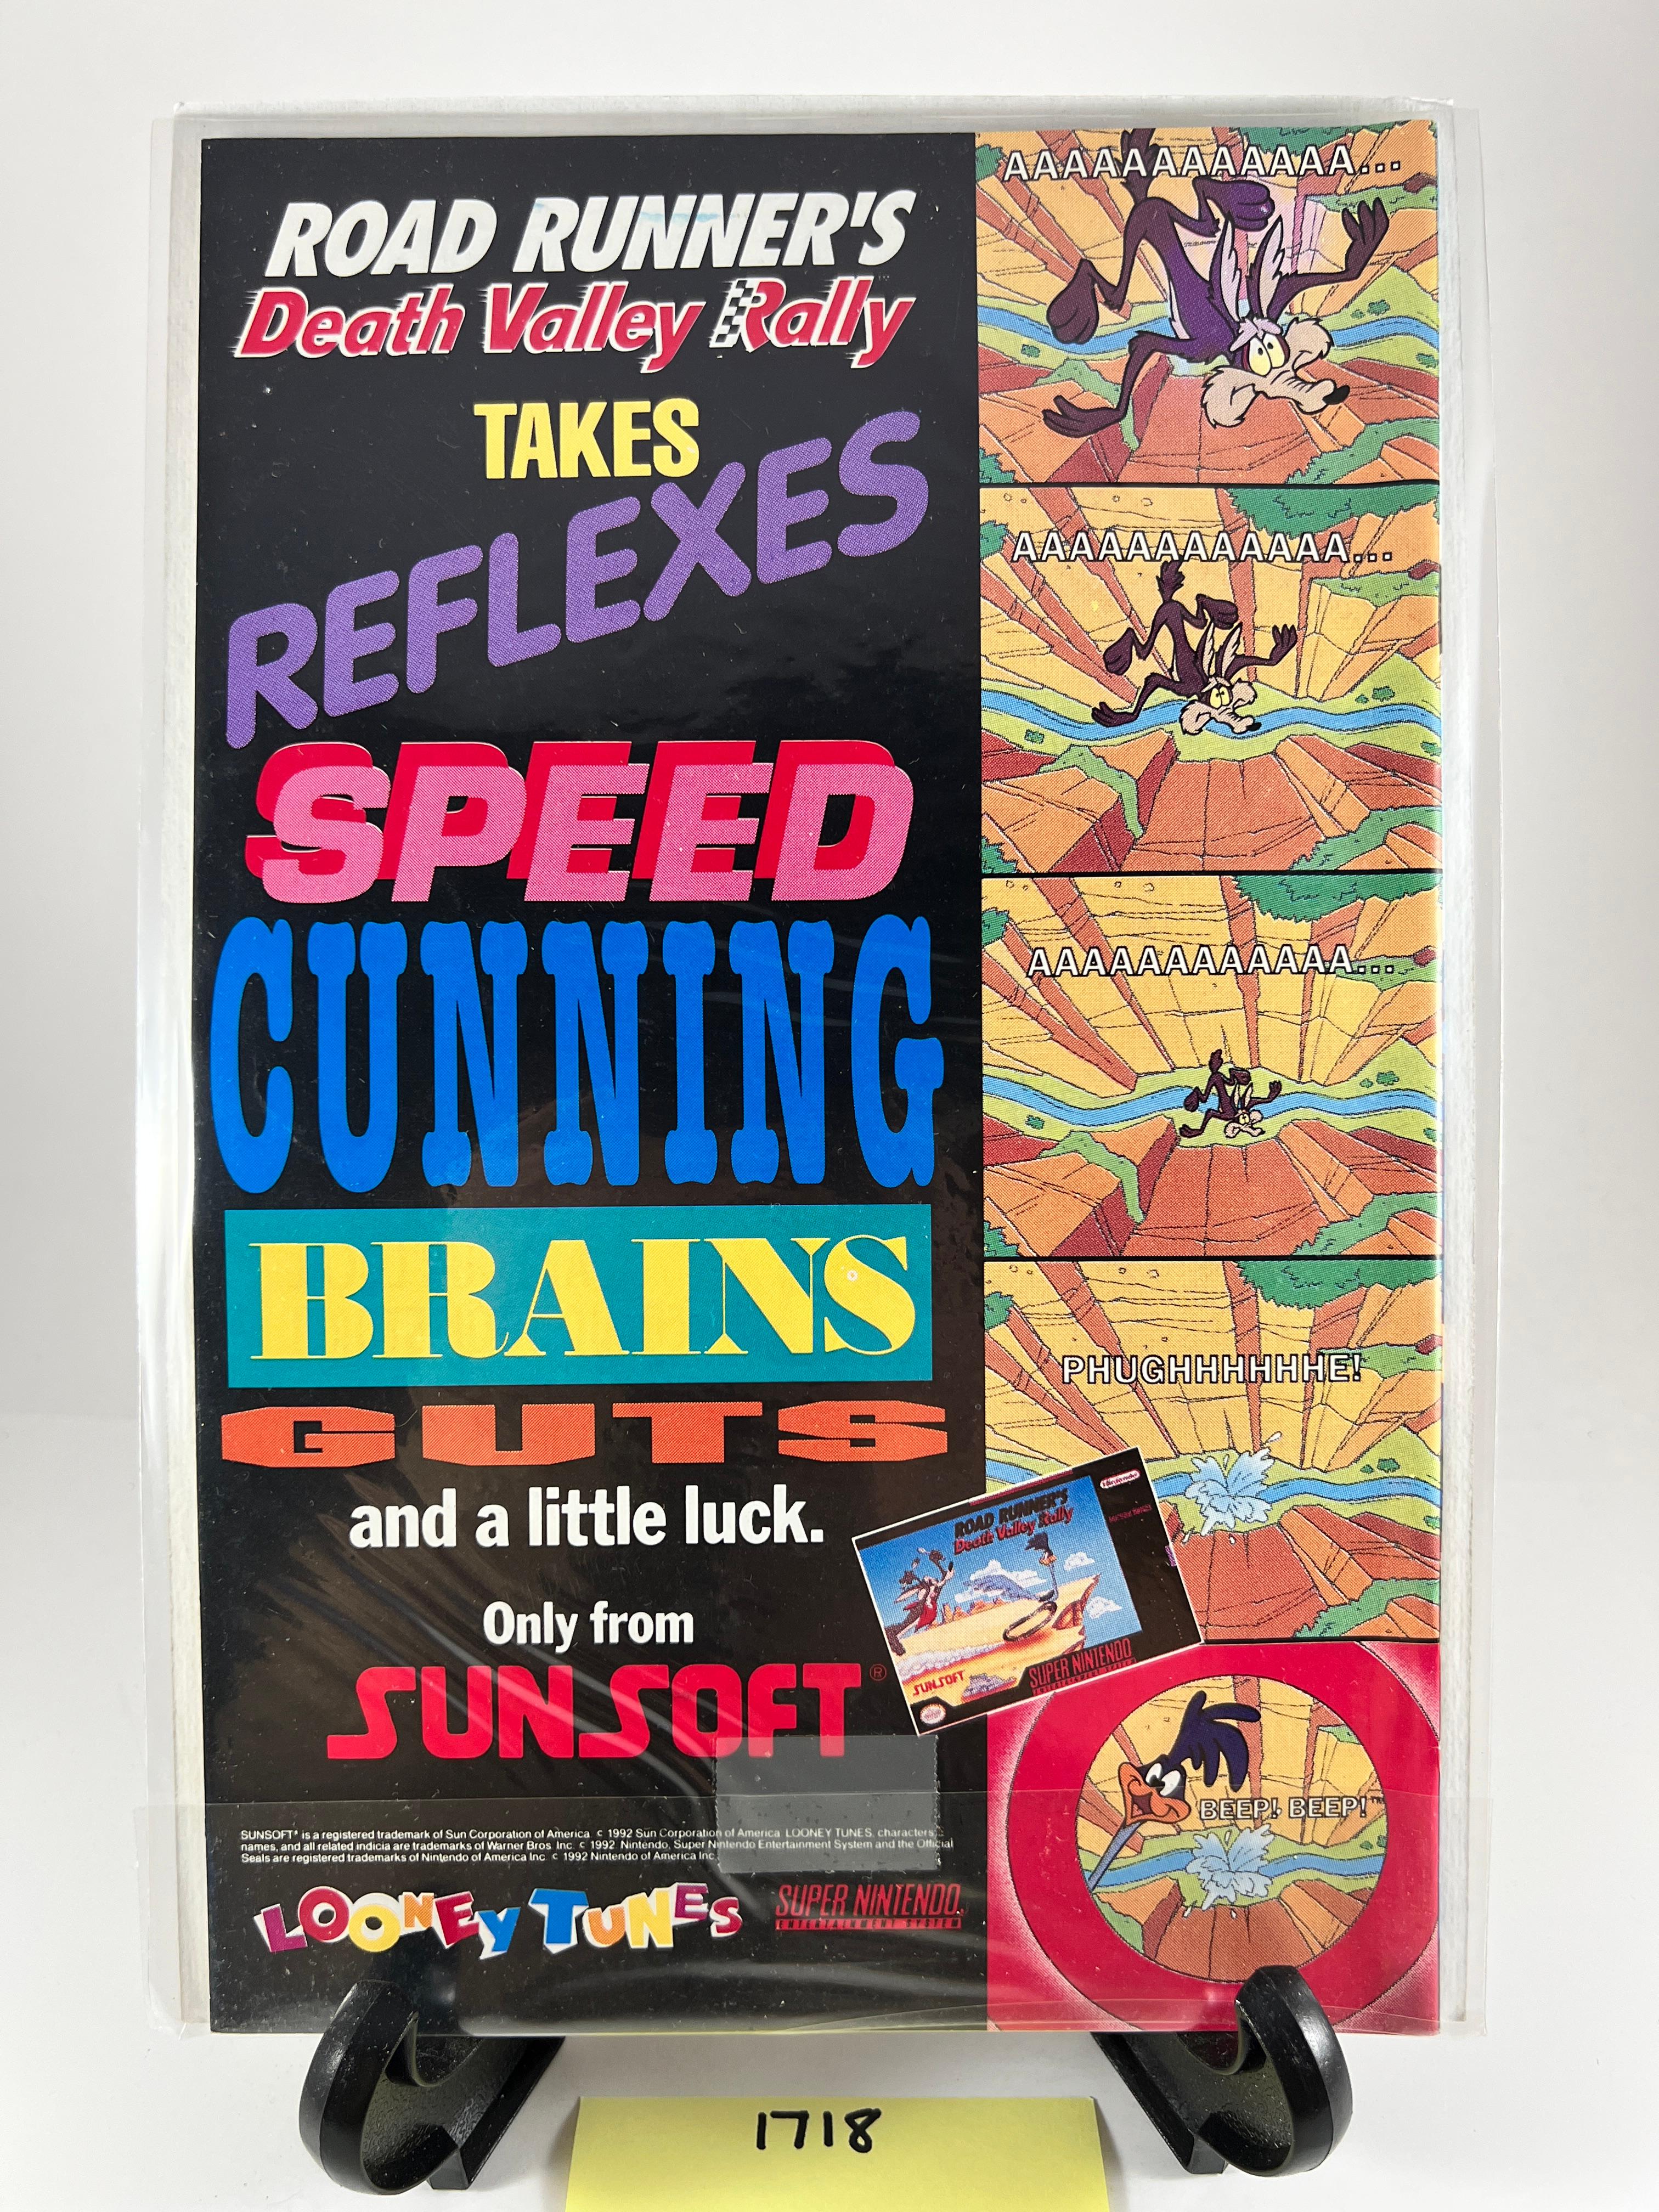 ROAD RUNNER'S
Death Valley Rally
TAKES
REFLEXES
SPEED
CUNNING
BRAINS
GUTS
and a little luck.
Only from
SUNSOFT®
SUNSOFT® is a registered trademark of Sun Corporation of America © 1992 Sun Corporation of America LOONEY TUNES, characters,
names, and all related indicia are trademarks of Warner Bros. Inc. © 1992. Nintendo, Super Nintendo Entertainment System and the Official
Seals are registered trademarks of Nintendo of America Inc. © 1992 Nintendo of America Inc.
LOONEY TUNES
SUPER NINTENDO
ENTERTAINMENT SYSTEM
AAAAAAAAAAAAA...
AAAAAAAAAAAAA...
AAAAAAAAAAAAA...
PHUGHHHHHHHE!
Nintendo
ROAD RUNNER'S
Death Valley Rally
SUNSOFT
SUPER NINTENDO
BEEP! BEEP!™
1718